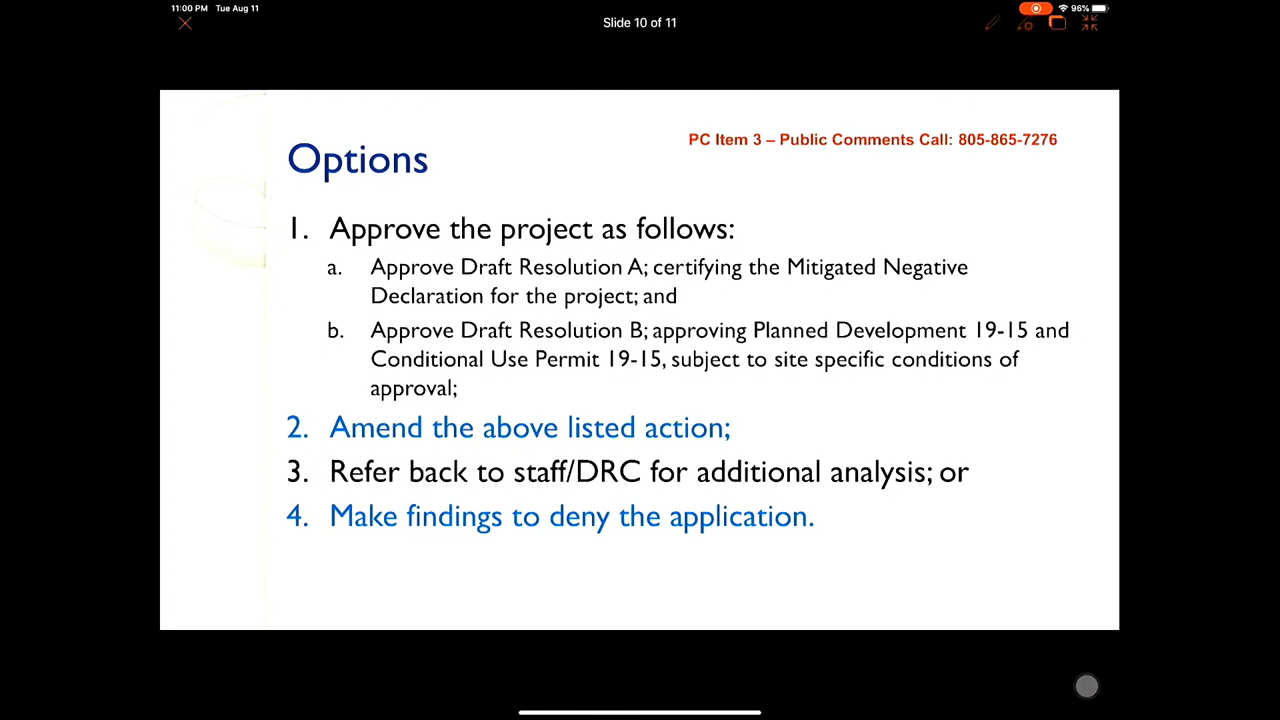 11:00 PM Tue Aug 11
Slide 10 of 11
96%
PC Item 3 – Public Comments Call: 805-865-7276
Options
1. Approve the project as follows:
a. Approve Draft Resolution A; certifying the Mitigated Negative
Declaration for the project; and
b. Approve Draft Resolution B; approving Planned Development 19-15 and
Conditional Use Permit 19-15, subject to site specific conditions of
approval;
2. Amend the above listed action;
3. Refer back to staff/DRC for additional analysis; or
4. Make findings to deny the application.